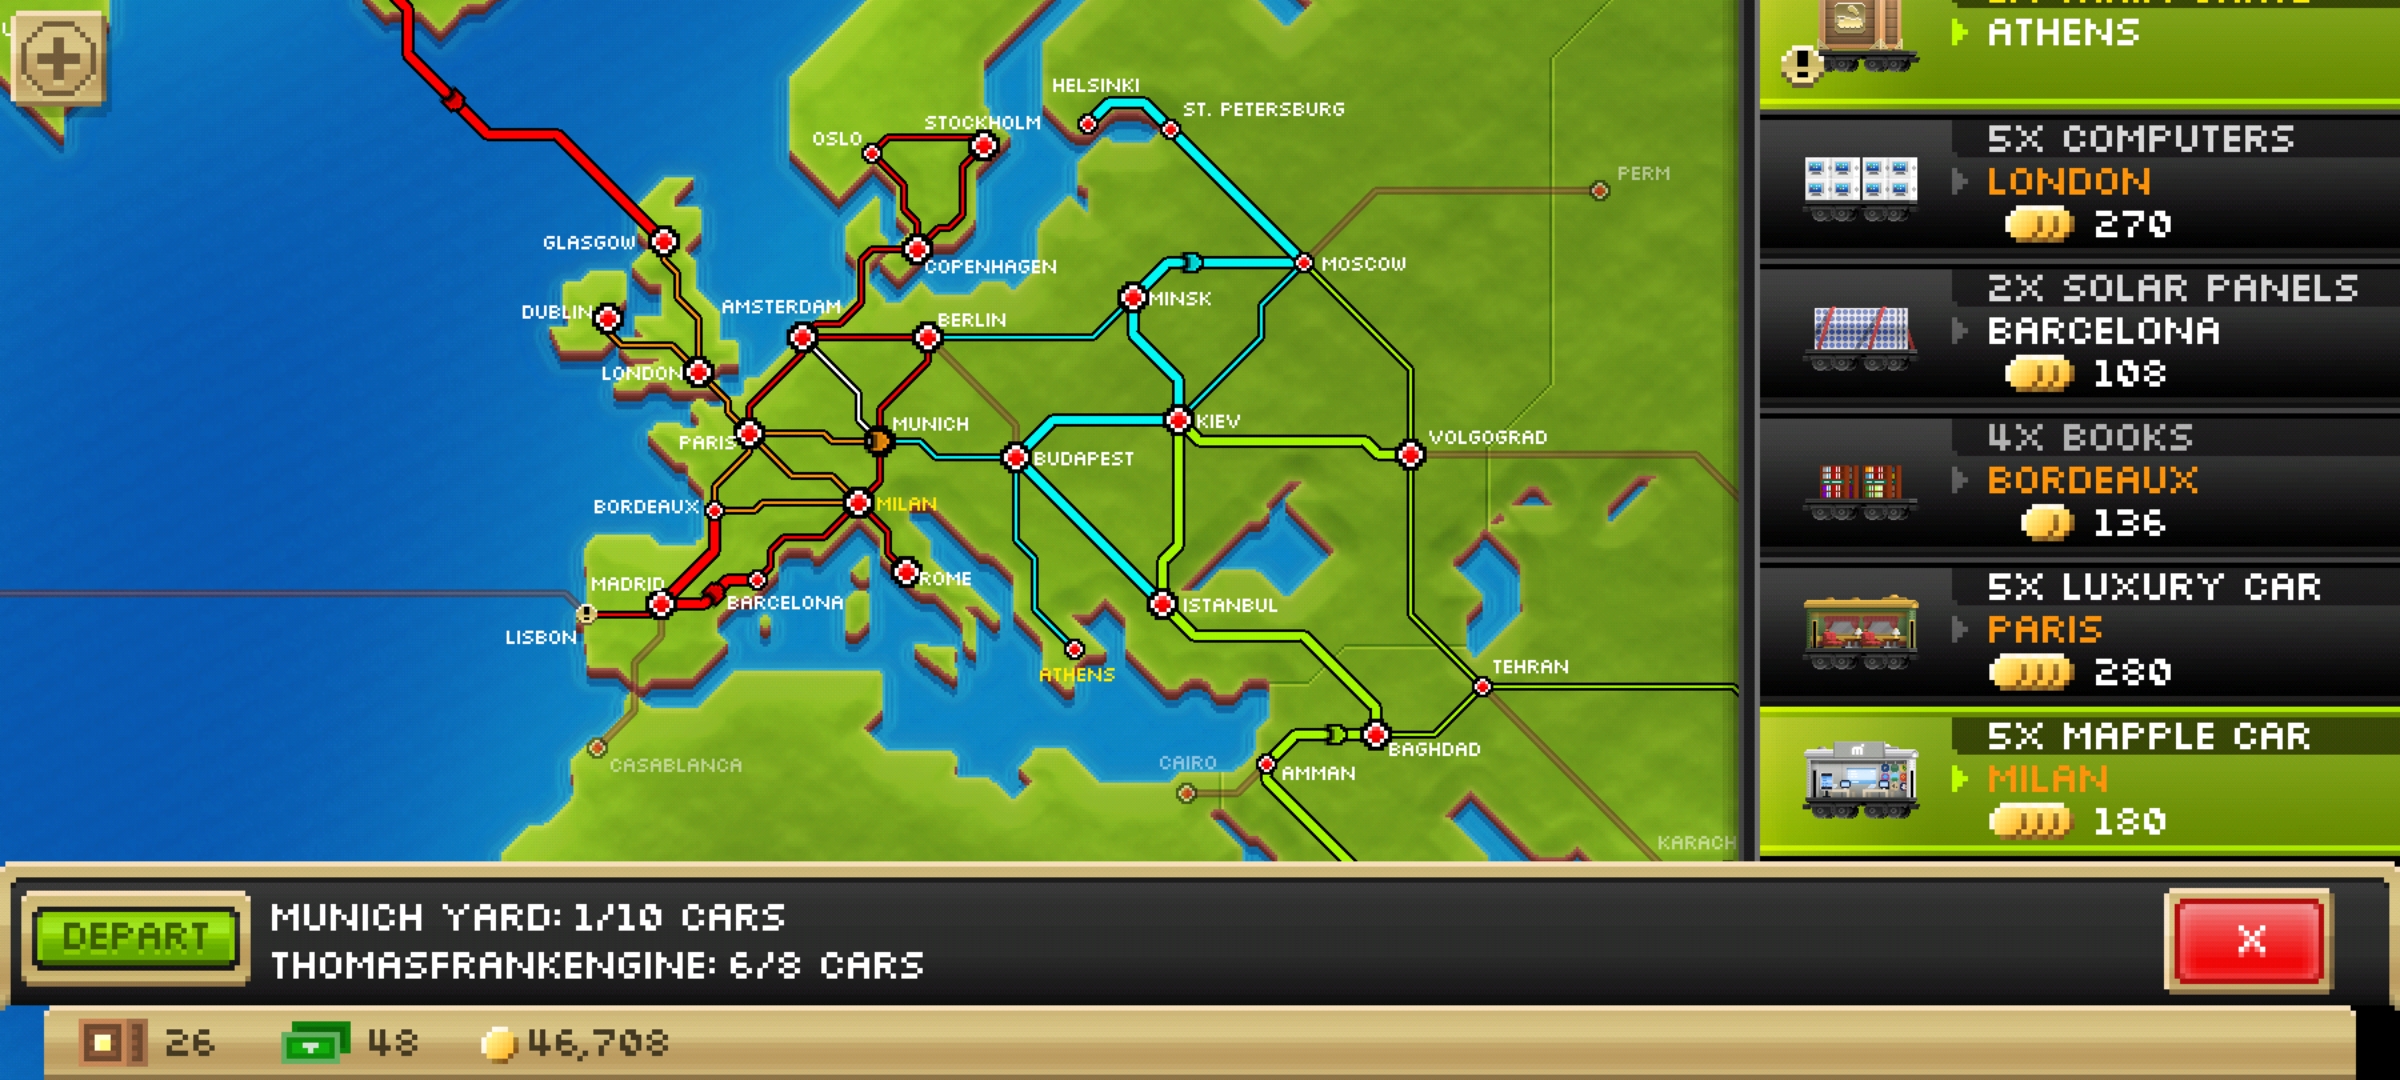 HELSINKI
ST. PETERSBURG
STOCKHOLM
OSLO
PERM
GLASGOW
COPENHAGEN
MOSCOW
DUBLIN
AMSTERDAM
MINSK
BERLIN
LONDON
MUNICH
KIEV
PARIS
VOLGOGRAD
BUDAPEST
BORDEAUX
MILAN
MADRID
ROME
BARCELONA
ISTANBUL
LISBON
ATHENS
TEHRAN
CASABLANCA
CAIRO
BAGHDAD
AMMAN
KARACH
ATHENS
5X COMPUTERS
LONDON
270
2X SOLAR PANELS
BARCELONA
108
4X BOOKS
BORDEAUX
136
5X LUXURY CAR
PARIS
280
5X MAPPLE CAR
MILAN
180
DEPART
MUNICH YARD: 1/10 CARS
THOMASFRANKENGINE: 6/8 CARS
X
26
48
46,708